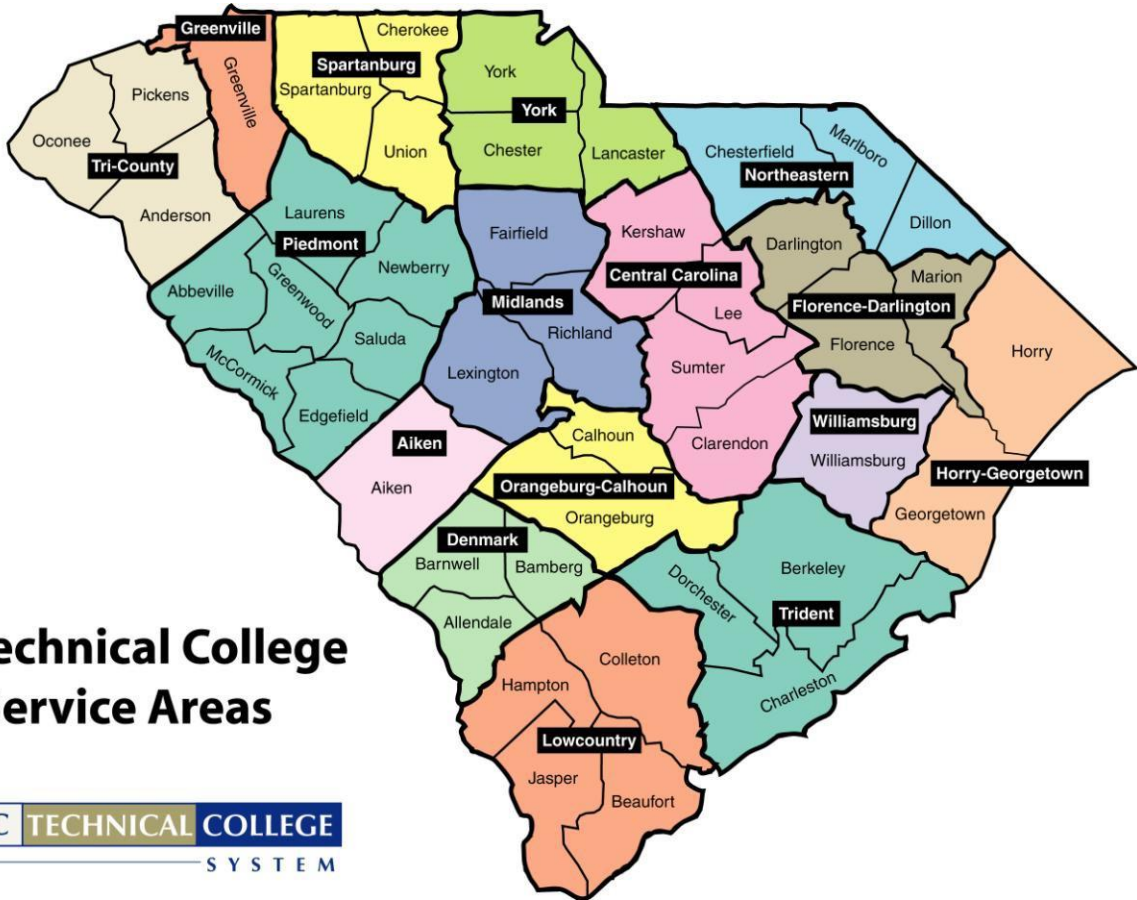 Greenville
Cherokee
Spartanburg
York
Pickens
Greenville
Spartanburg
York
Oconee
Tri-County
Union
Chester
Lancaster
Chesterfield
Marlboro
Northeastern
Anderson
Laurens
Piedmont
Fairfield
Kershaw
Darlington
Dillon
Newberry
Central Carolina
Marion
Abbeville
Greenwood
Midlands
Lee
Florence-Darlington
Saluda
Richland
Florence
Horry
McCormick
Lexington
Sumter
Edgefield
Aiken
Calhoun
Clarendon
Williamsburg
Williamsburg
Aiken
Orangeburg-Calhoun
Horry-Georgetown
Orangeburg
Georgetown
Denmark
Barnwell
Bamberg
Dorchester
Berkeley
Allendale
Trident
echnical College
ervice Areas
Colleton
Hampton
Charleston
Lowcountry
Jasper
Beaufort
C TECHNICAL COLLEGE
SYSTEM